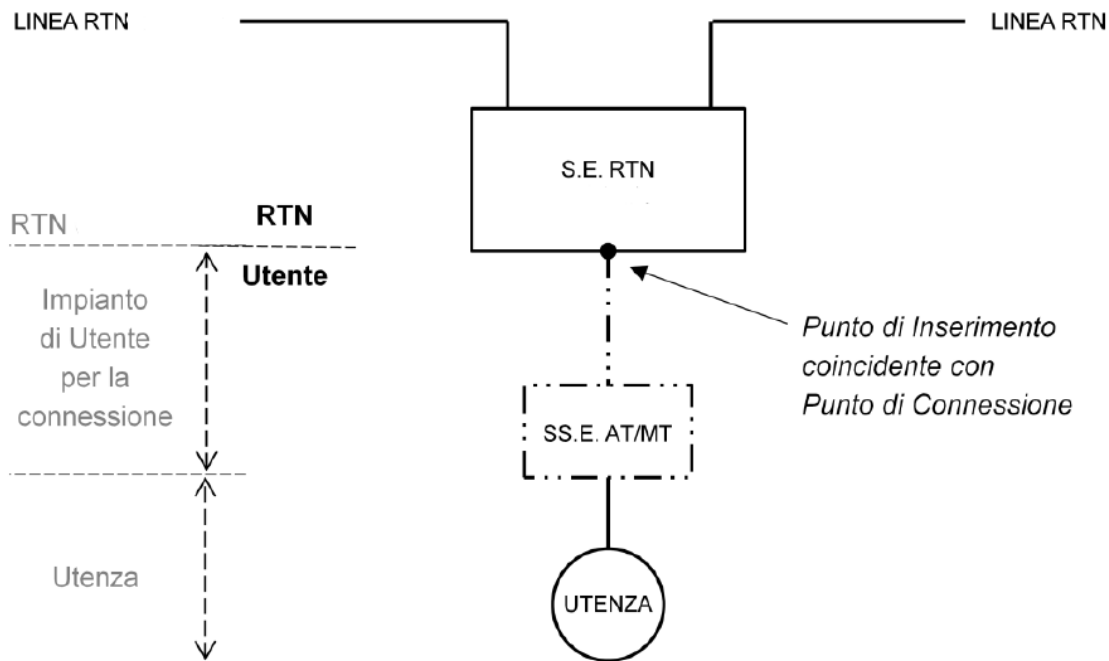 LINEA RTN
LINEA RTN
S.E. RTN
RTN
RTN
Utente
Impianto
di Utente
per la
connessione
Punto di Inserimento
coincidente con
Punto di Connessione
SS.E. AT/MT
Utenza
UTENZA